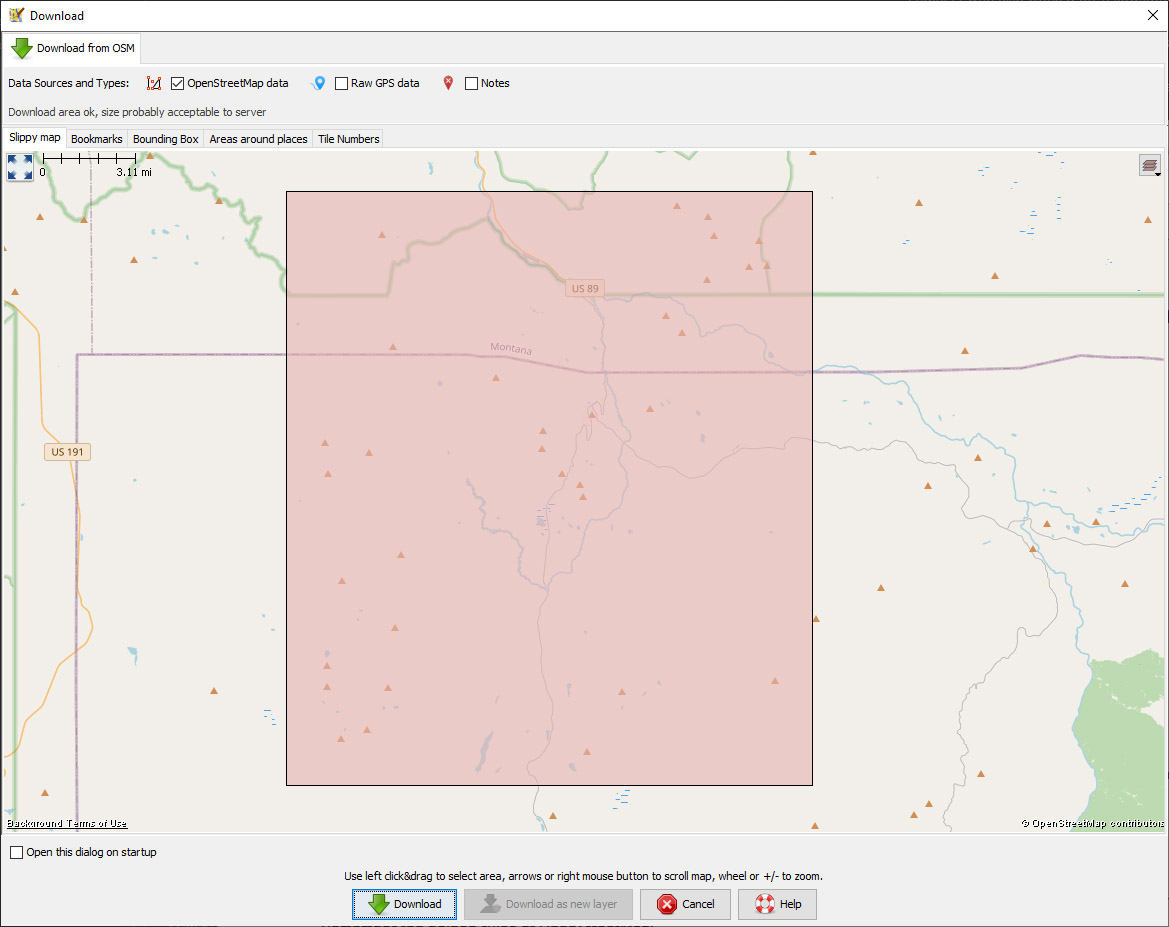 Download
Download from OSM
Data Sources and Types: OpenStreetMap data Raw GPS data Notes
Download area ok, size probably acceptable to server
Slippy map Bookmarks Bounding Box Areas around places Tile Numbers
0 3.11 mi
US 89
Montana
US 191
Background Terms of Use © OpenStreetMap contributors
Open this dialog on startup
Use left click&drag to select area, arrows or right mouse button to scroll map, wheel or +/- to zoom.
Download Download as new layer Cancel Help